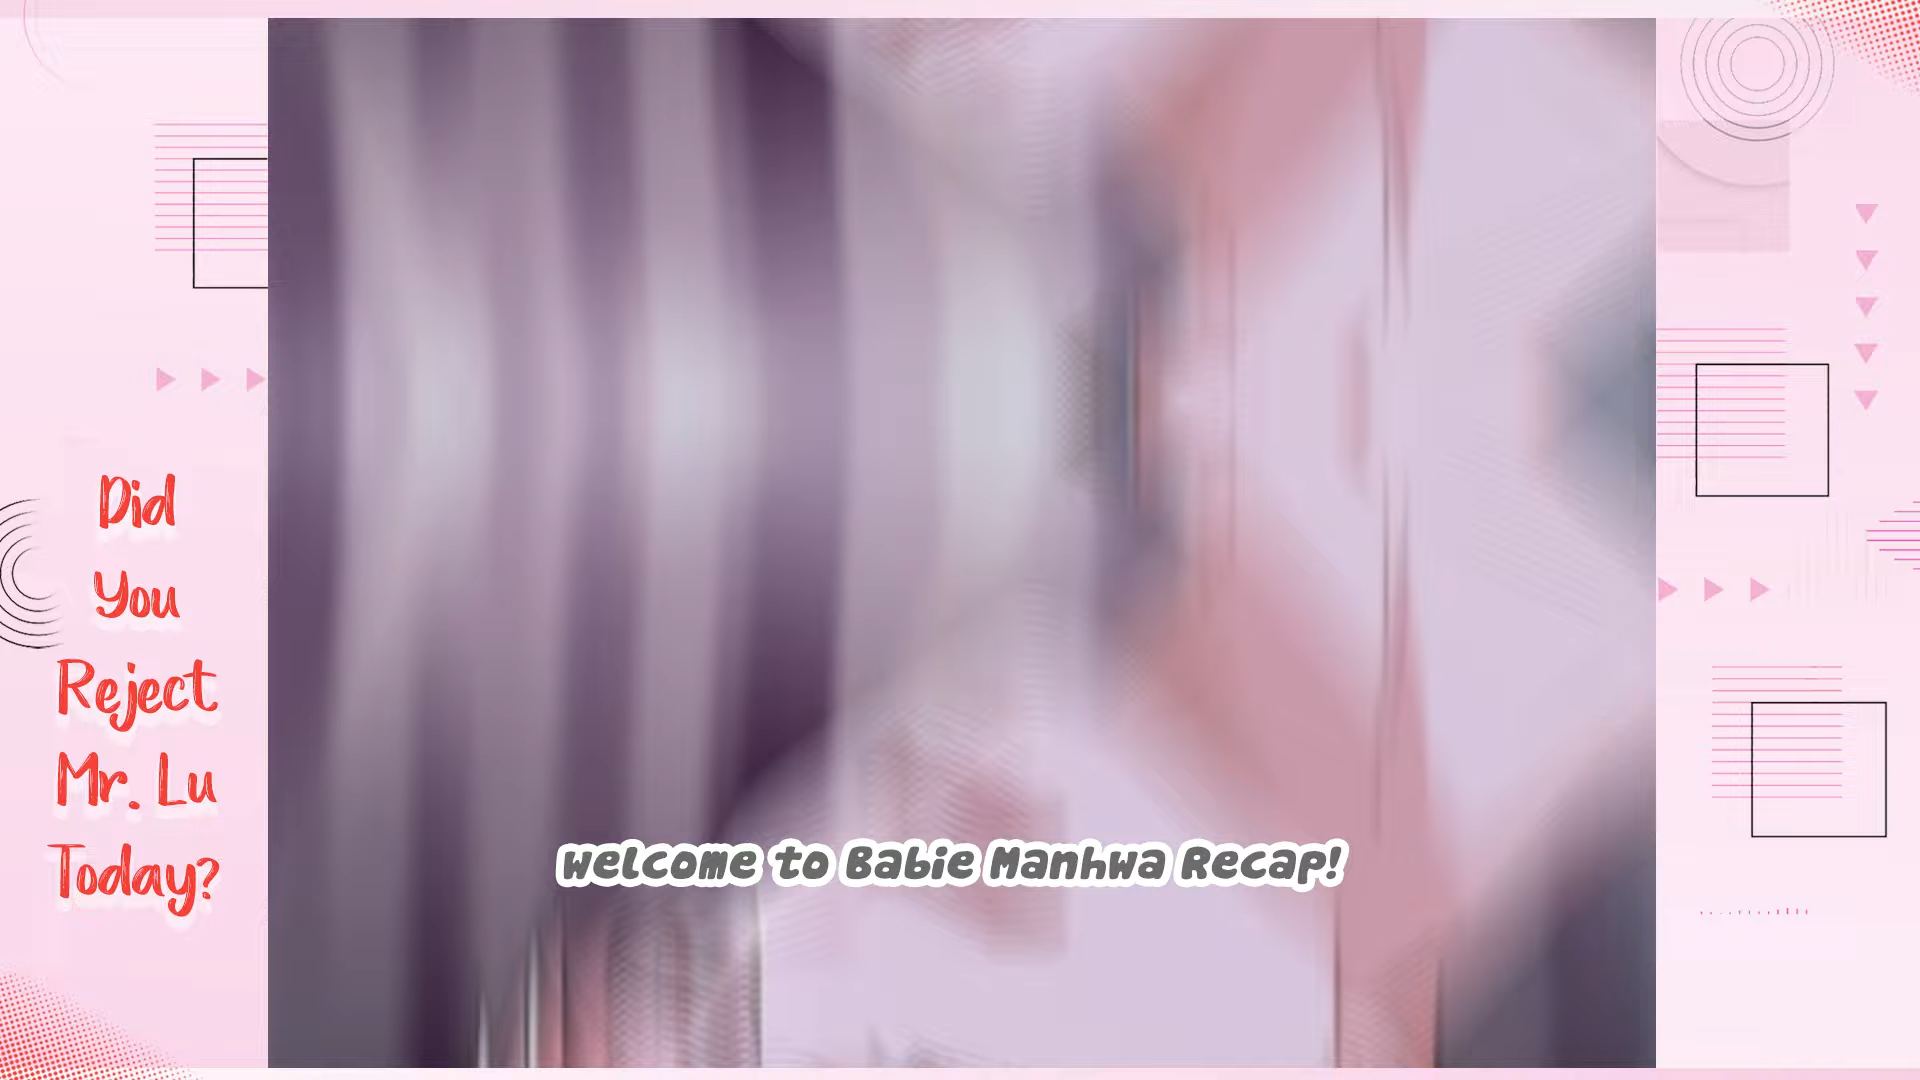 Did
You
Reject
Mr. Lu
Today?
welcome to Babie Manhwa Recap!